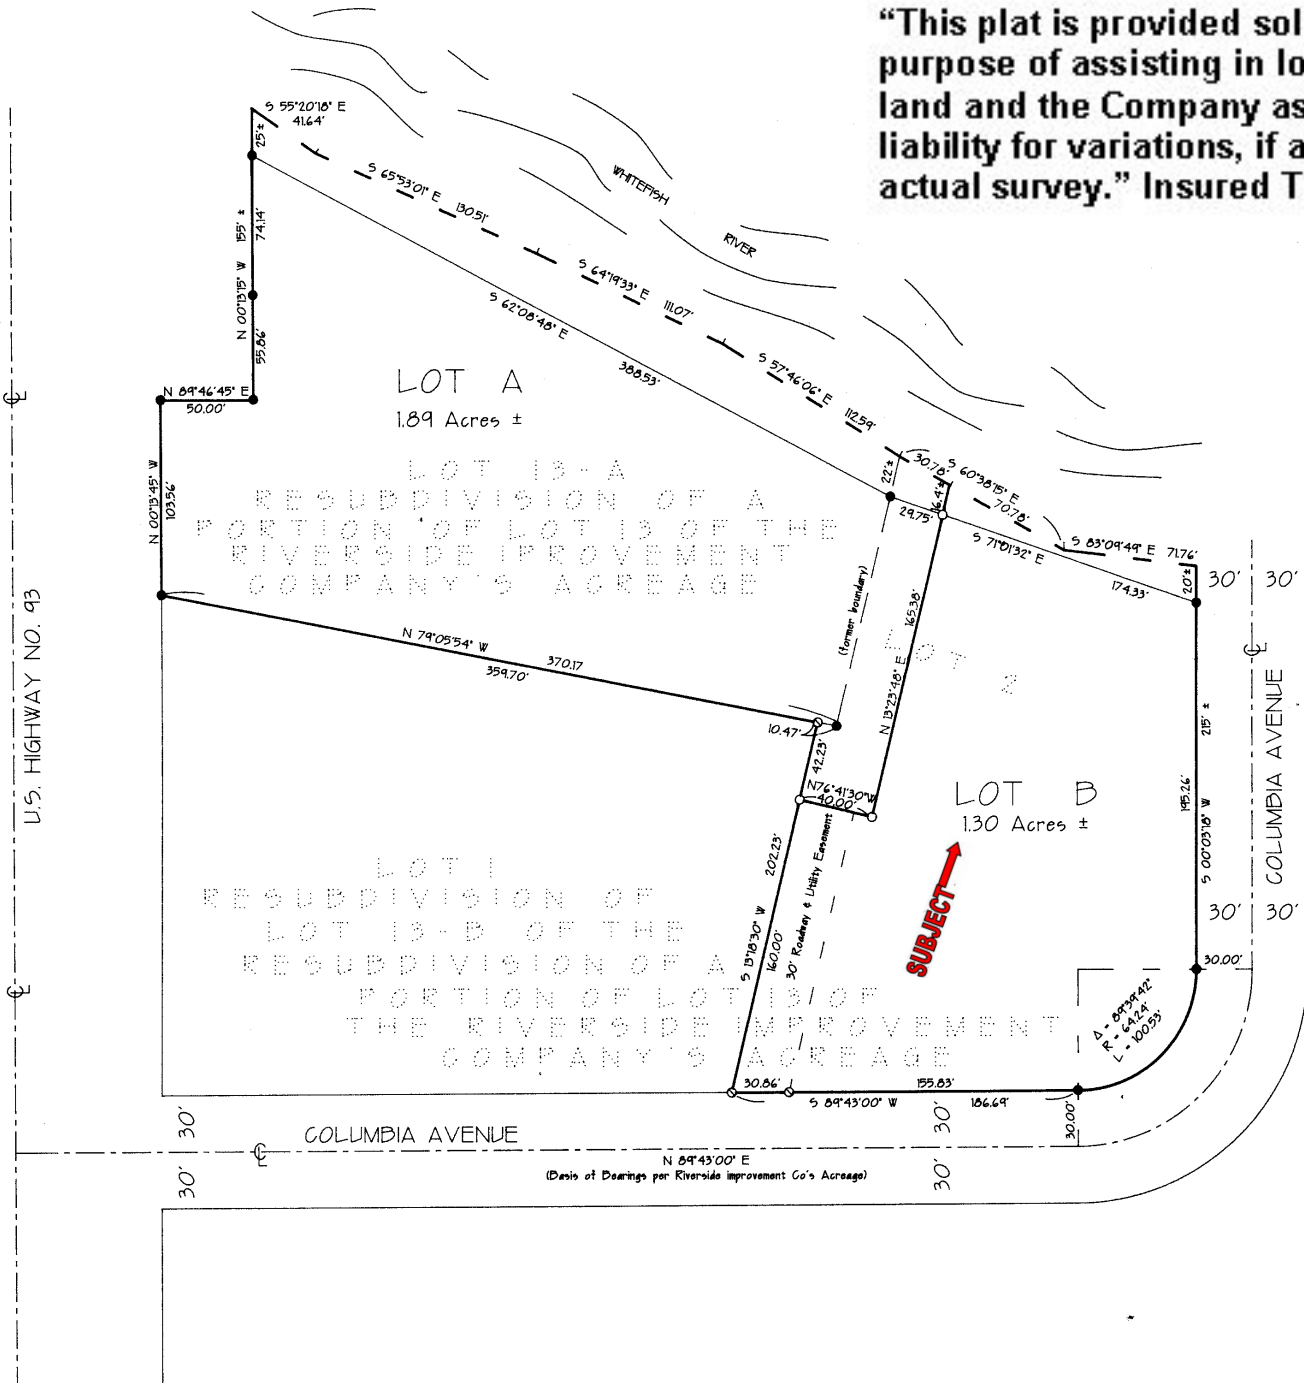 “This plat is provided sol
purpose of assisting in lo
land and the Company as
liability for variations, if a
actual survey.” Insured T
S 55°20'18" E
41.64'
25'±
S 65°53'01" E 130.51'
WHITEFISH
RIVER
N 00°13'15" W 155' ±
74.14'
55.86'
S 64°19'33" E 111.07'
S 62°08'48" E
388.53'
S 57°46'06" E 112.59'
N 89°46'45" E
50.00'
LOT A
1.89 Acres ±
N 00°13'45" W
103.56'
LOT 13-A
RESUBDIVISION OF A
PORTION OF LOT 13 OF THE
RIVERSIDE IPROVEMENT
COMPANY'S ACREAGE
22'±
30.78'
S 60°38'15" E
70.78'
16.4'±
29.75'
S 71°01'32" E
174.33'
S 83°09'49" E 71.76'
20'±
30' 30'
(former boundary)
165.38'
N 13°23'48" E
LOT 2
N 79°05'54" W 370.17
359.70'
10.47'
42.23'
N76°41'30"W
40.00'
U.S. HIGHWAY NO. 93
LOT B
1.30 Acres ±
215' ±
195.26'
S 00°03'18" W
COLUMBIA AVENUE
202.23'
S 13°18'30" W
160.00'
30' Roadway & Utility Easement
SUBJECT
LOT 1
RESUBDIVISION OF
LOT 13-B OF THE
RESUBDIVISION OF A
PORTION OF LOT 13 OF
THE RIVERSIDE IMPROVEMENT
COMPANY'S ACREAGE
30' 30'
30.00'
Δ = 89°39'42"
R = 64.24'
L = 100.53'
30.86' 155.83'
S 89°43'00" W 186.69'
30.00'
30'
30'
COLUMBIA AVENUE
N 89°43'00" E
(Basis of Bearings per Riverside improvement Co's Acreage)
30'
30'